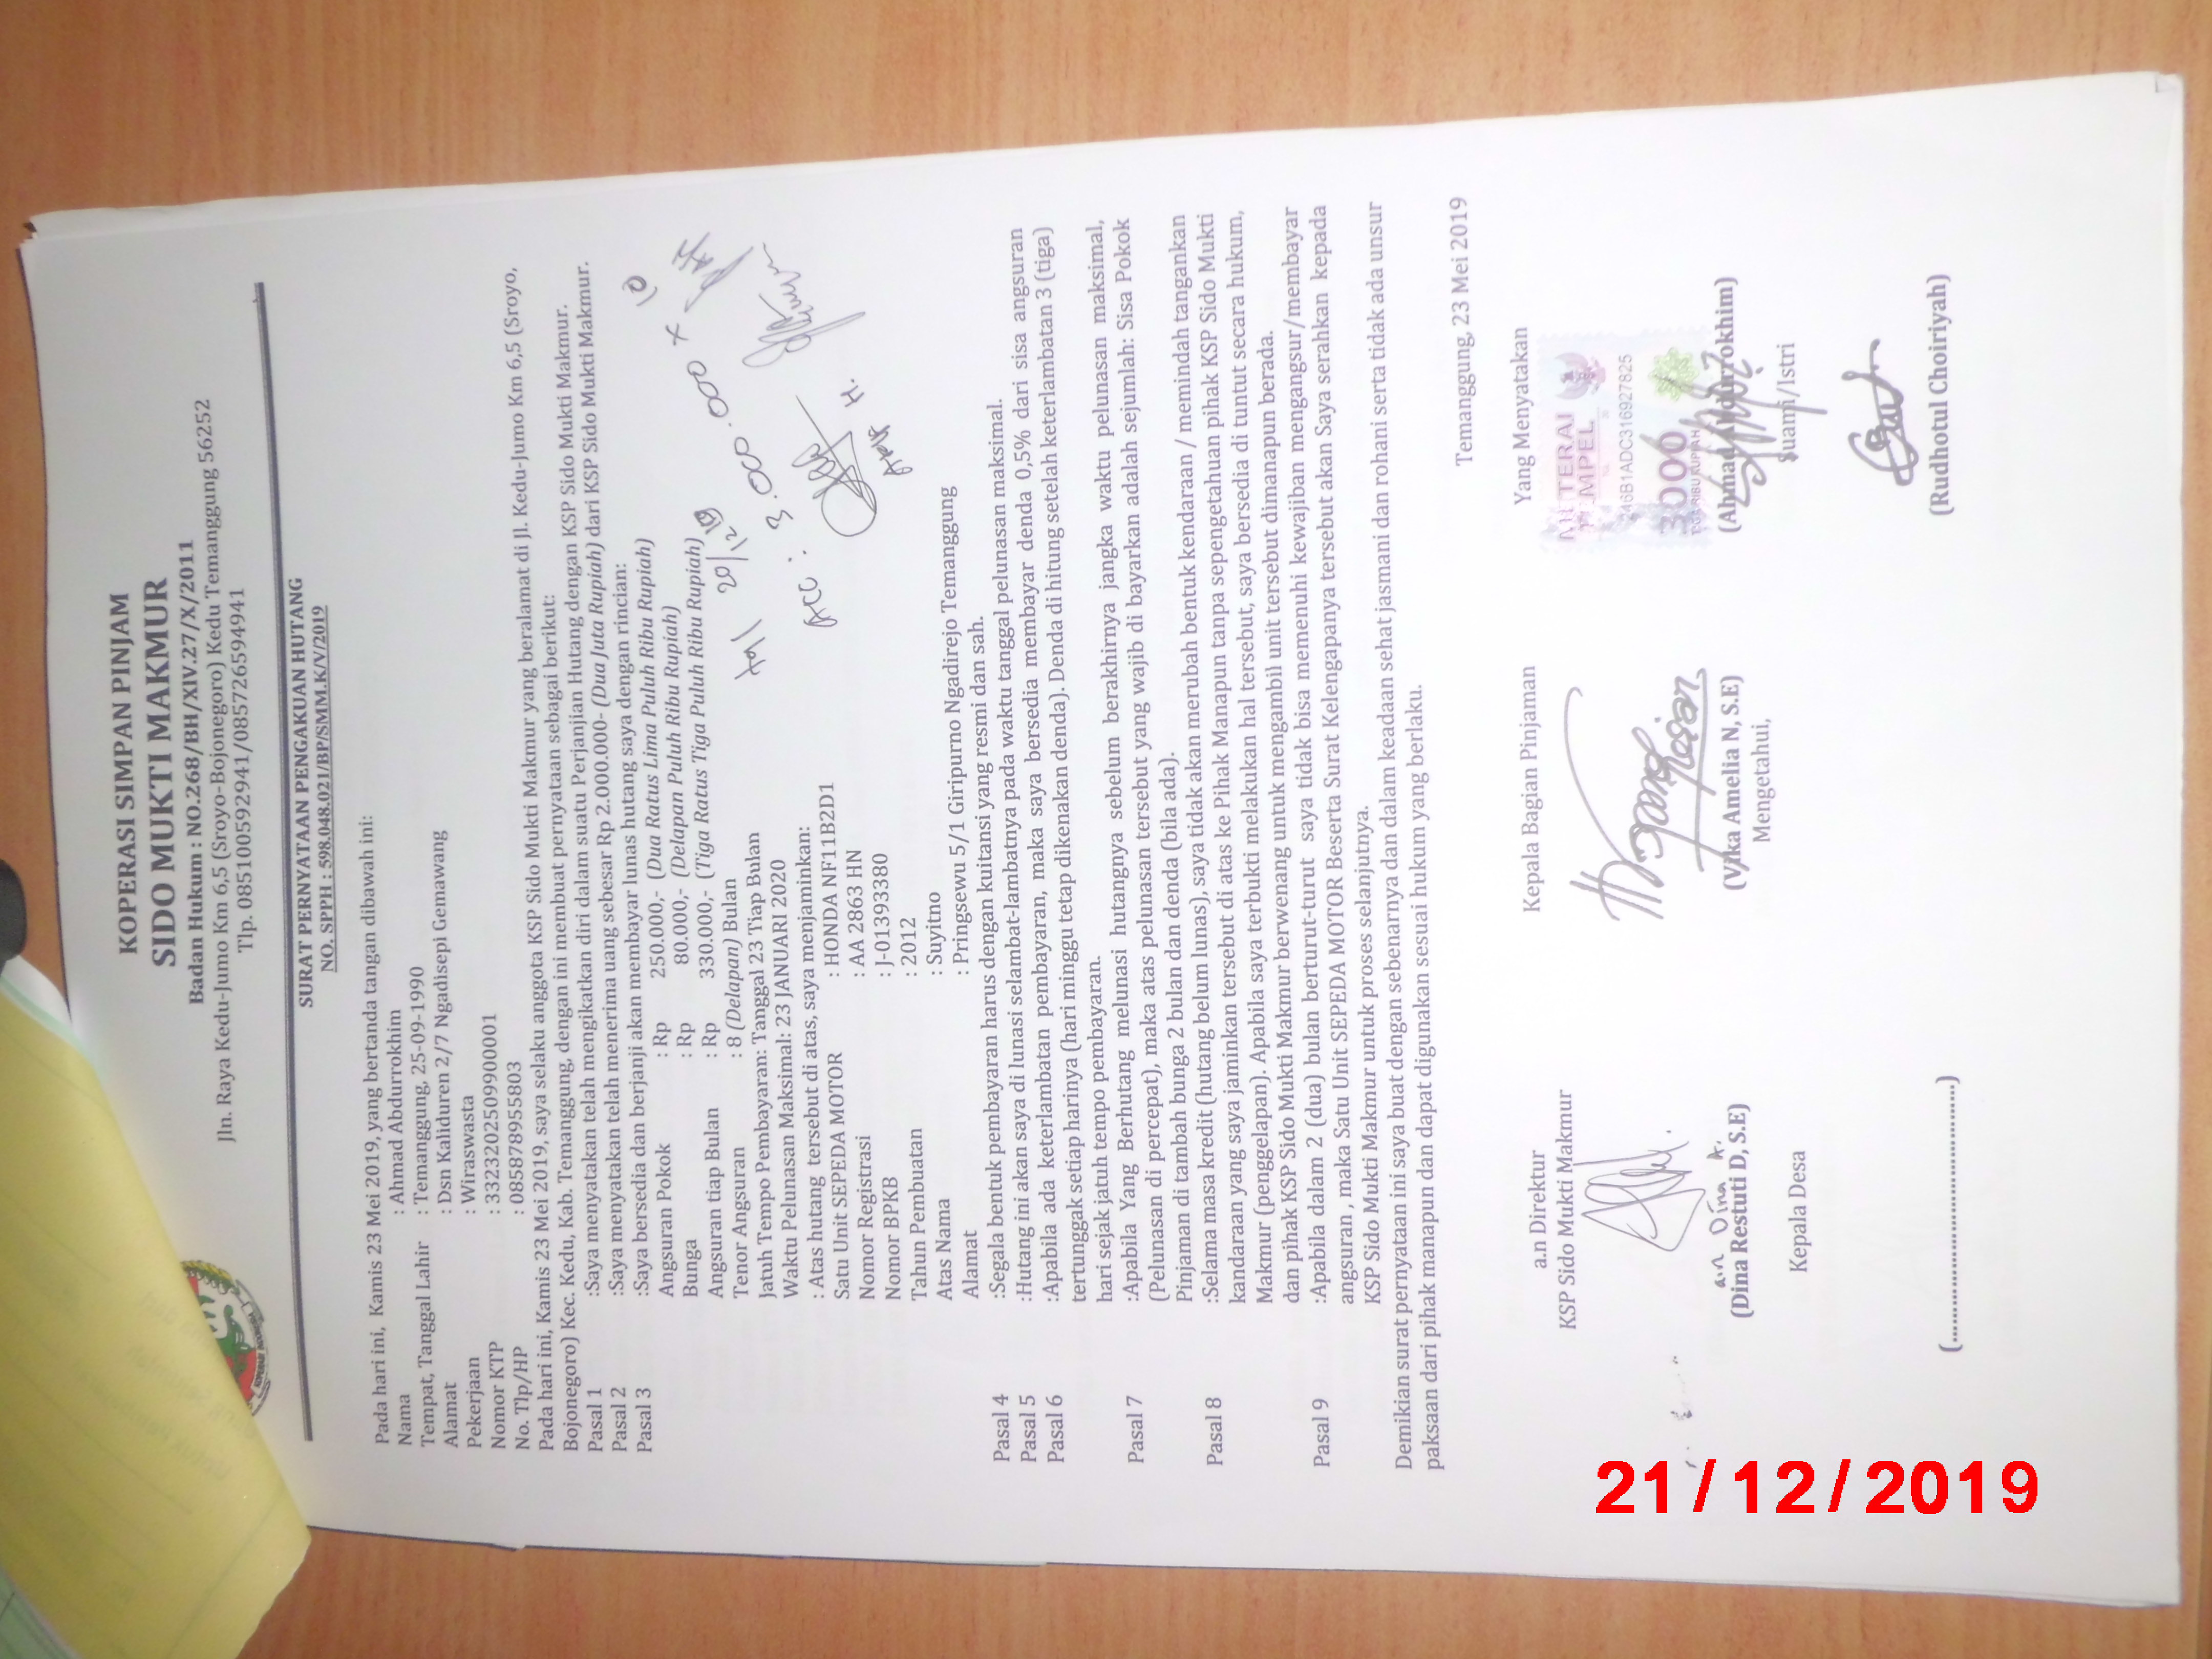 KOPERASI SIMPAN PINJAM
SIDO MUKTI MAKMUR
Badan Hukum : NO.268/BH/XIV.27/X/2011
Jln. Raya Kedu-Jumo Km 6,5 (Sroyo-Bojonegoro) Kedu Temanggung 56252
Tlp. 085100592941/085726594941
SURAT PERNYATAAN PENGAKUAN HUTANG
NO. SPPH : 598.048.021/BP/SMM.K/V/2019
Pada hari ini, Kamis 23 Mei 2019, yang bertanda tangan dibawah ini:
Nama : Ahmad Abdurrokhim
Tempat, Tanggal Lahir : Temanggung, 25-09-1990
Alamat : Dsn Kaliduren 2/7 Ngadisepi Gemawang
Pekerjaan : Wiraswasta
Nomor KTP : 3323202509900001
No. Tlp/HP : 085878955803
Pada hari ini, Kamis 23 Mei 2019, saya selaku anggota KSP Sido Mukti Makmur yang beralamat di Jl. Kedu-Jumo Km 6,5 (Sroyo,
Bojonegoro) Kec. Kedu, Kab. Temanggung, dengan ini membuat pernyataan sebagai berikut:
Pasal 1 :Saya menyatakan telah mengikatkan diri dalam suatu Perjanjian Hutang dengan KSP Sido Mukti Makmur.
Pasal 2 :Saya menyatakan telah menerima uang sebesar Rp 2.000.000- (Dua Juta Rupiah) dari KSP Sido Mukti Makmur.
Pasal 3 :Saya bersedia dan berjanji akan membayar lunas hutang saya dengan rincian:
Angsuran Pokok : Rp 250.000,- (Dua Ratus Lima Puluh Ribu Rupiah)
Bunga : Rp 80.000,- (Delapan Puluh Ribu Rupiah)
Angsuran tiap Bulan : Rp 330.000,- (Tiga Ratus Tiga Puluh Ribu Rupiah)
Tenor Angsuran : 8 (Delapan) Bulan
Jatuh Tempo Pembayaran: Tanggal 23 Tiap Bulan
Waktu Pelunasan Maksimal: 23 JANUARI 2020
: Atas hutang tersebut di atas, saya menjaminkan:
Satu Unit SEPEDA MOTOR : HONDA NF11B2D1
Nomor Registrasi : AA 2863 HN
Nomor BPKB : J-01393380
Tahun Pembuatan : 2012
Atas Nama : Suyitno
Alamat : Pringsewu 5/1 Giripurno Ngadirejo Temanggung
20/12 19
ACC : 3.000.000 x 10
Pasal 4 :Segala bentuk pembayaran harus dengan kuitansi yang resmi dan sah.
Pasal 5 :Hutang ini akan saya di lunasi selambat-lambatnya pada waktu tanggal pelunasan maksimal.
Pasal 6 :Apabila ada keterlambatan pembayaran, maka saya bersedia membayar denda 0,5% dari sisa angsuran
tertunggak setiap harinya (hari minggu tetap dikenakan denda). Denda di hitung setelah keterlambatan 3 (tiga)
hari sejak jatuh tempo pembayaran.
Pasal 7 :Apabila Yang Berhutang melunasi hutangnya sebelum berakhirnya jangka waktu pelunasan maksimal,
(Pelunasan di percepat), maka atas pelunasan tersebut yang wajib di bayarkan adalah sejumlah: Sisa Pokok
Pinjaman di tambah bunga 2 bulan dan denda (bila ada).
Pasal 8 :Selama masa kredit (hutang belum lunas), saya tidak akan merubah bentuk kendaraan / memindah tangankan
kandaraan yang saya jaminkan tersebut di atas ke Pihak Manapun tanpa sepengetahuan pihak KSP Sido Mukti
Makmur (penggelapan). Apabila saya terbukti melakukan hal tersebut, saya bersedia di tuntut secara hukum,
dan pihak KSP Sido Mukti Makmur berwenang untuk mengambil unit tersebut dimanapun berada.
Pasal 9 :Apabila dalam 2 (dua) bulan berturut-turut saya tidak bisa memenuhi kewajiban mengangsur/membayar
angsuran , maka Satu Unit SEPEDA MOTOR Beserta Surat Kelengapanya tersebut akan Saya serahkan kepada
KSP Sido Mukti Makmur untuk proses selanjutnya.
Demikian surat pernyataan ini saya buat dengan sebenarnya dan dalam keadaan sehat jasmani dan rohani serta tidak ada unsur
paksaan dari pihak manapun dan dapat digunakan sesuai hukum yang berlaku.
Temanggung, 23 Mei 2019
a.n Direktur
KSP Sido Mukti Makmur
Kepala Bagian Pinjaman
Yang Menyatakan
METERAI
TEMPEL
3000
an Dina R.
(Dina Restuti D, S.E)
(Vika Amelia N, S.E)
(Ahmad Abdurrokhim)
Kepala Desa
Mengetahui,
Suami/Istri
(Rudhotul Choiriyah)
21/12/2019